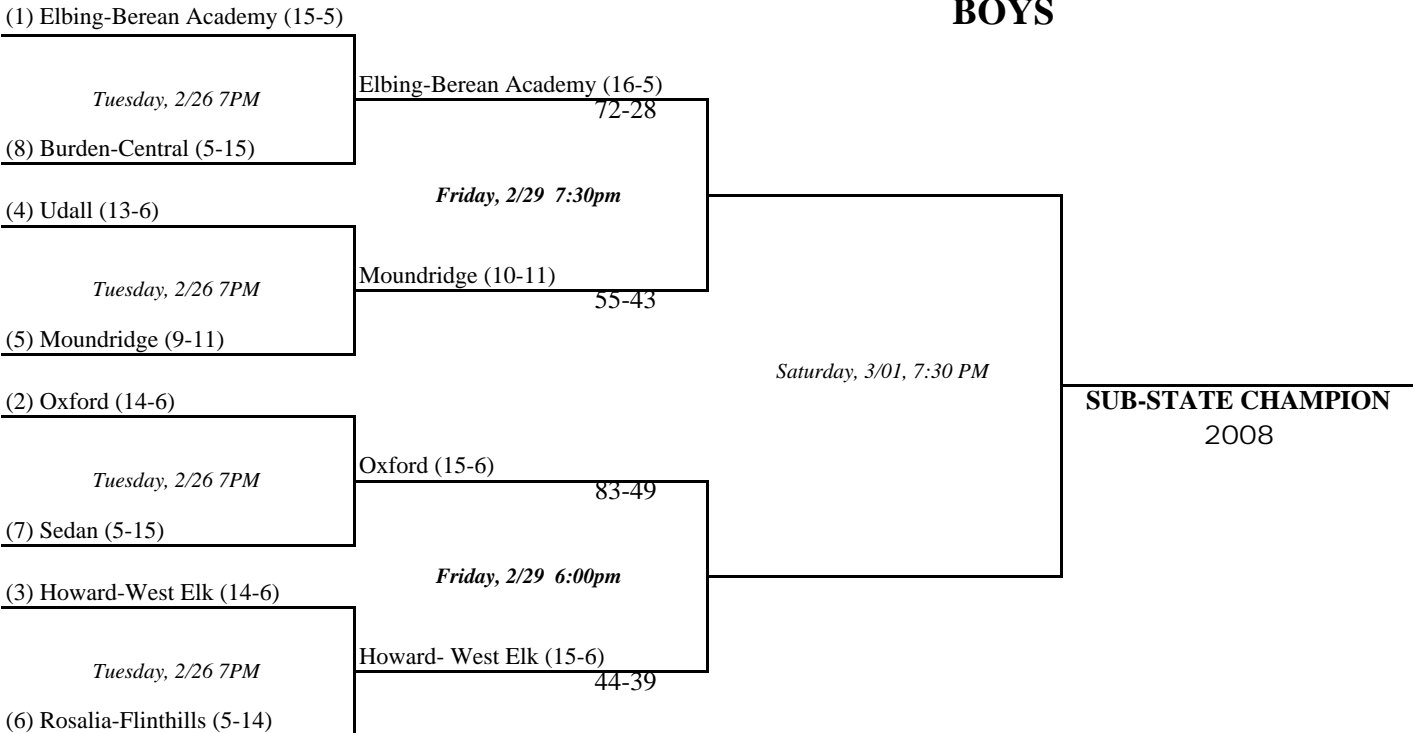 BOYS
(1) Elbing-Berean Academy (15-5)
Tuesday, 2/26 7PM
Elbing-Berean Academy (16-5)
72-28
(8) Burden-Central (5-15)
Friday, 2/29 7:30pm
(4) Udall (13-6)
Tuesday, 2/26 7PM
Moundridge (10-11)
55-43
(5) Moundridge (9-11)
Saturday, 3/01, 7:30 PM
SUB-STATE CHAMPION
2008
(2) Oxford (14-6)
Tuesday, 2/26 7PM
Oxford (15-6)
83-49
(7) Sedan (5-15)
Friday, 2/29 6:00pm
(3) Howard-West Elk (14-6)
Tuesday, 2/26 7PM
Howard- West Elk (15-6)
44-39
(6) Rosalia-Flinthills (5-14)